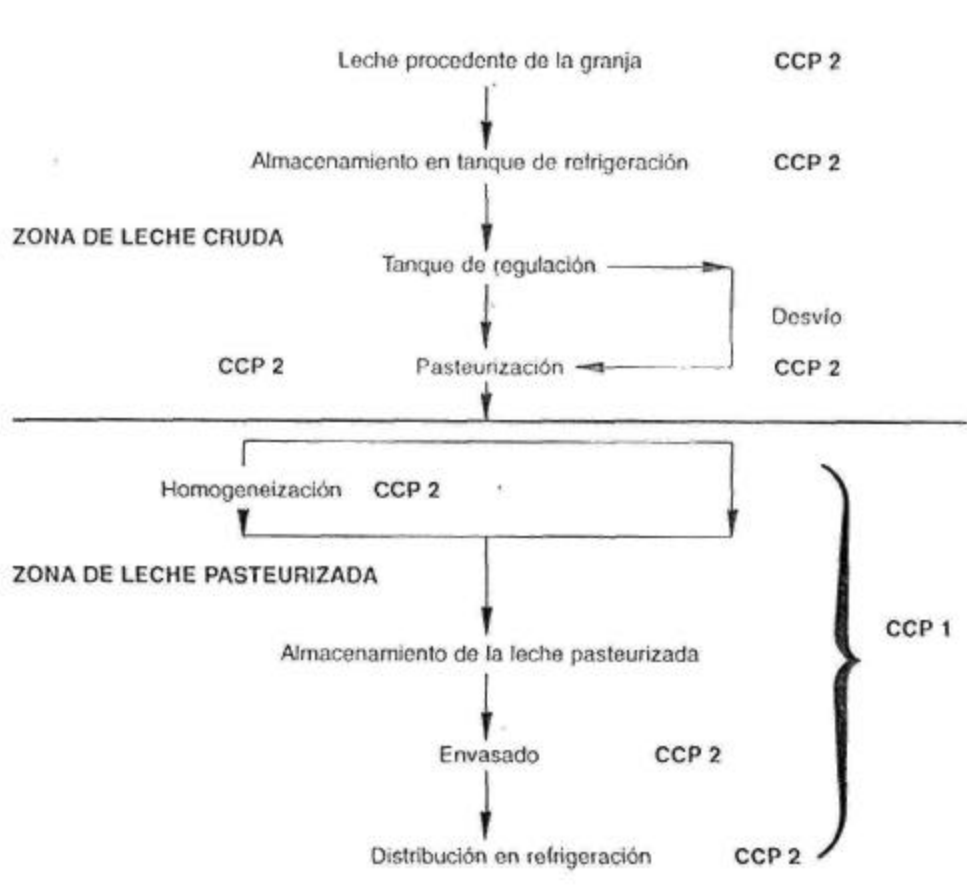 Leche procedente de la granja CCP 2
Almacenamiento en tanque de refrigeración CCP 2
ZONA DE LECHE CRUDA
Tanque de regulación
Desvío
CCP 2 Pasteurización CCP 2
Homogeneización CCP 2
ZONA DE LECHE PASTEURIZADA
CCP 1
Almacenamiento de la leche pasteurizada
Envasado CCP 2
Distribución en refrigeración CCP 2